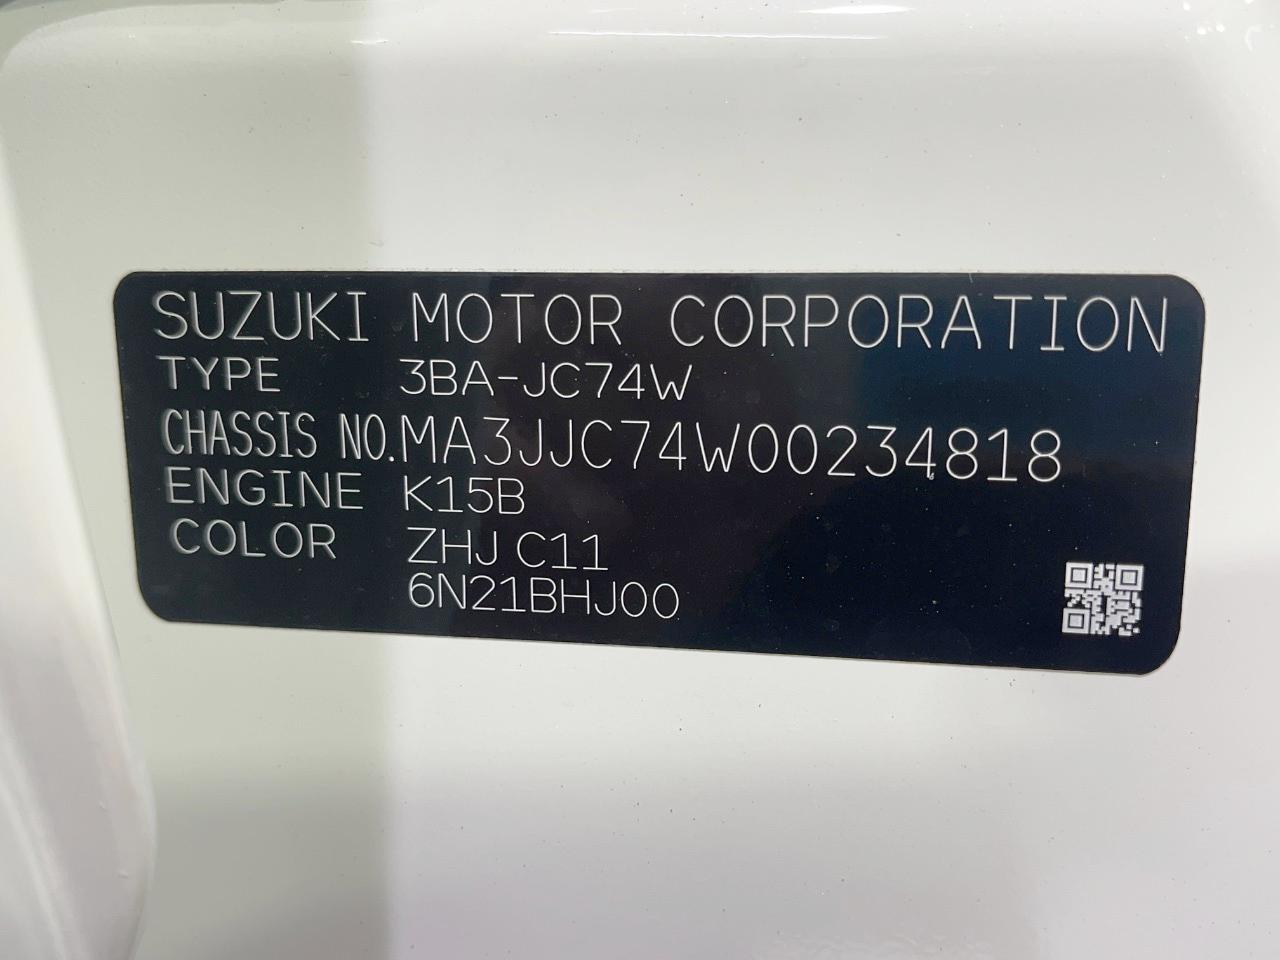 SUZUKI MOTOR CORPORATION
TYPE 3BA-JC74W
CHASSIS NO. MA3JJC74W00234818
ENGINE K15B
COLOR ZHJ C11
6N21BHJ00